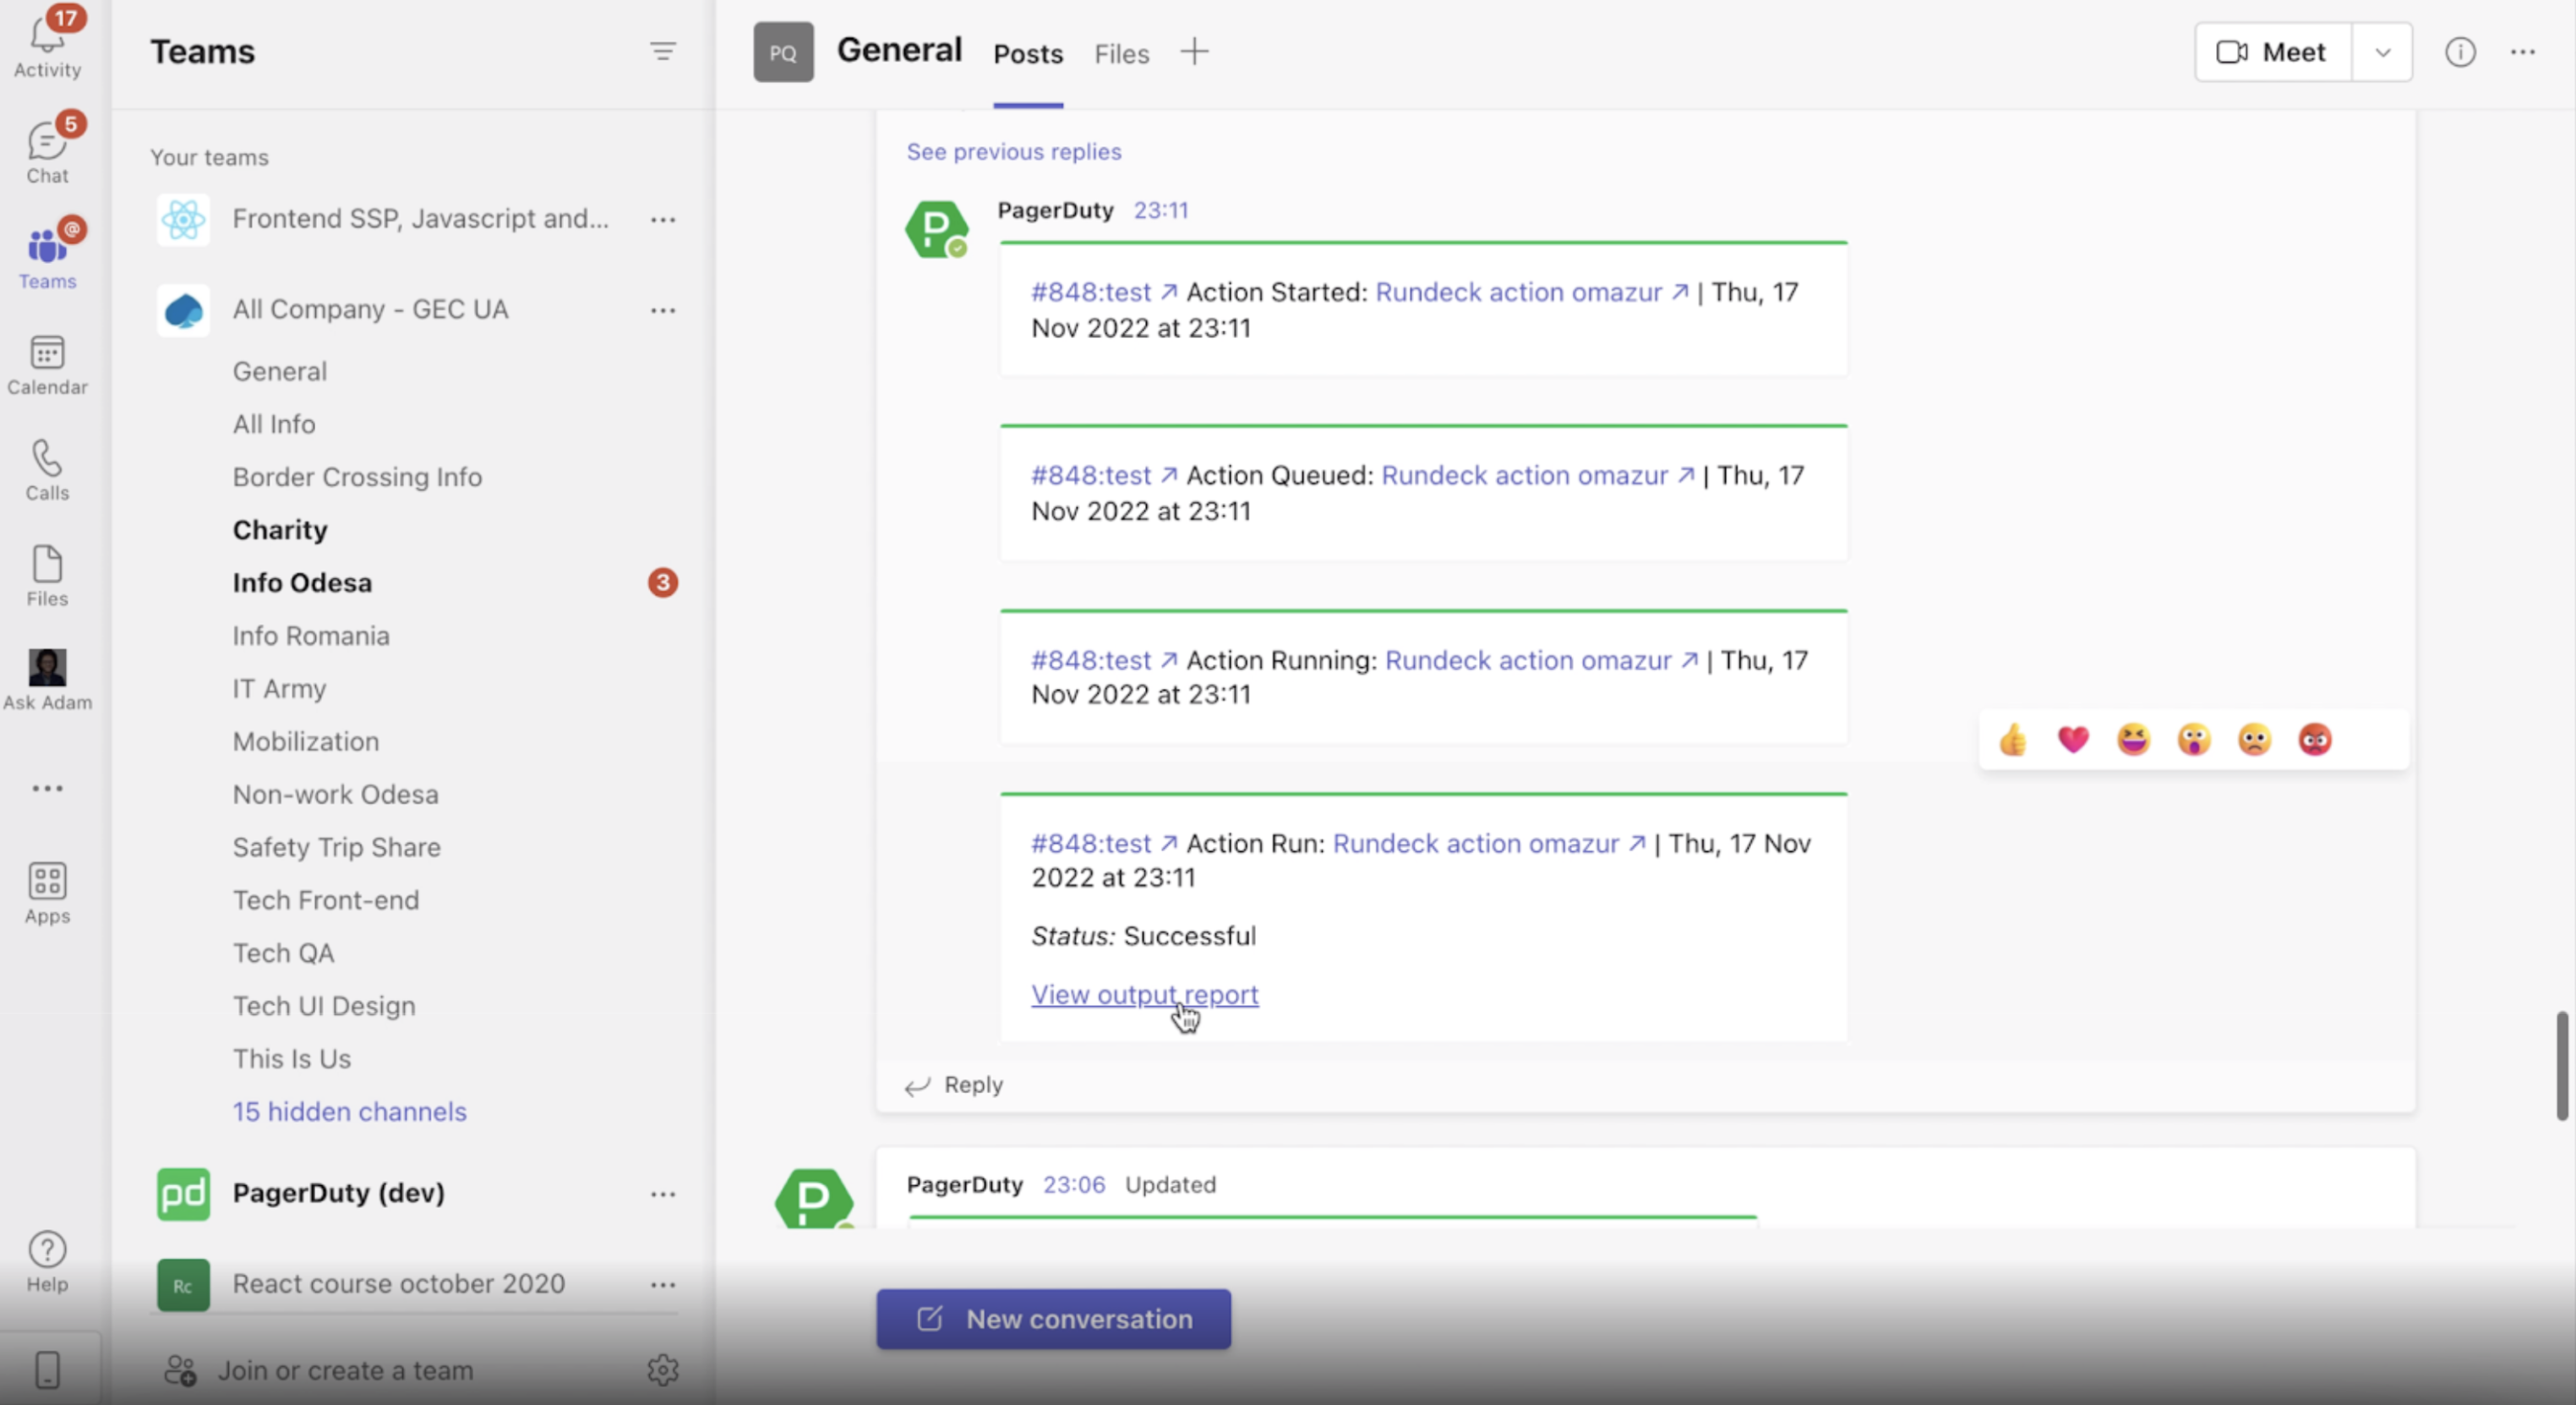 17
Activity
5
Chat
@
Teams
Calendar
Calls
Files
Ask Adam
Apps
Help
Teams
Your teams
Frontend SSP, Javascript and...
All Company - GEC UA
General
All Info
Border Crossing Info
Charity
Info Odesa 3
Info Romania
IT Army
Mobilization
Non-work Odesa
Safety Trip Share
Tech Front-end
Tech QA
Tech UI Design
This Is Us
15 hidden channels
pd PagerDuty (dev)
Rc React course october 2020
Join or create a team
PQ General Posts Files Meet
See previous replies
P PagerDuty 23:11
#848:test ↗ Action Started: Rundeck action omazur ↗ | Thu, 17
Nov 2022 at 23:11
#848:test ↗ Action Queued: Rundeck action omazur ↗ | Thu, 17
Nov 2022 at 23:11
#848:test ↗ Action Running: Rundeck action omazur ↗ | Thu, 17
Nov 2022 at 23:11
#848:test ↗ Action Run: Rundeck action omazur ↗ | Thu, 17 Nov
2022 at 23:11
Status: Successful
View output report
Reply
P PagerDuty 23:06 Updated
New conversation